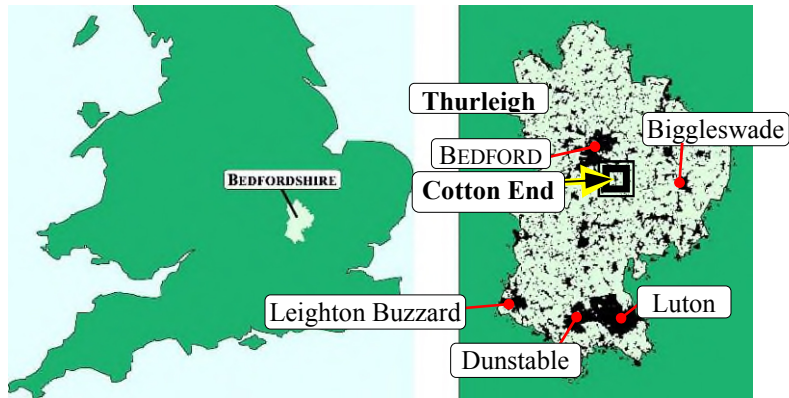 Thurleigh
Biggleswade
BEDFORD
BEDFORDSHIRE
Cotton End
Leighton Buzzard
Luton
Dunstable